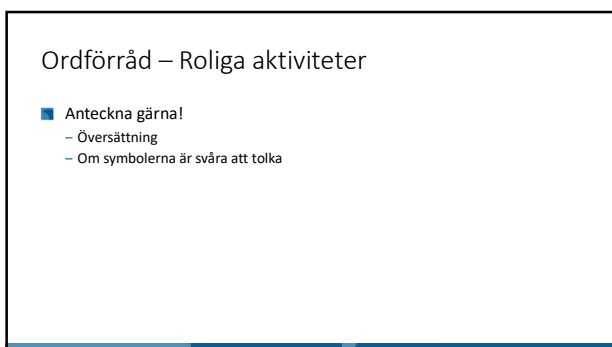 Ordförråd – Roliga aktiviteter
Anteckna gärna!
– Översättning
– Om symbolerna är svåra att tolka